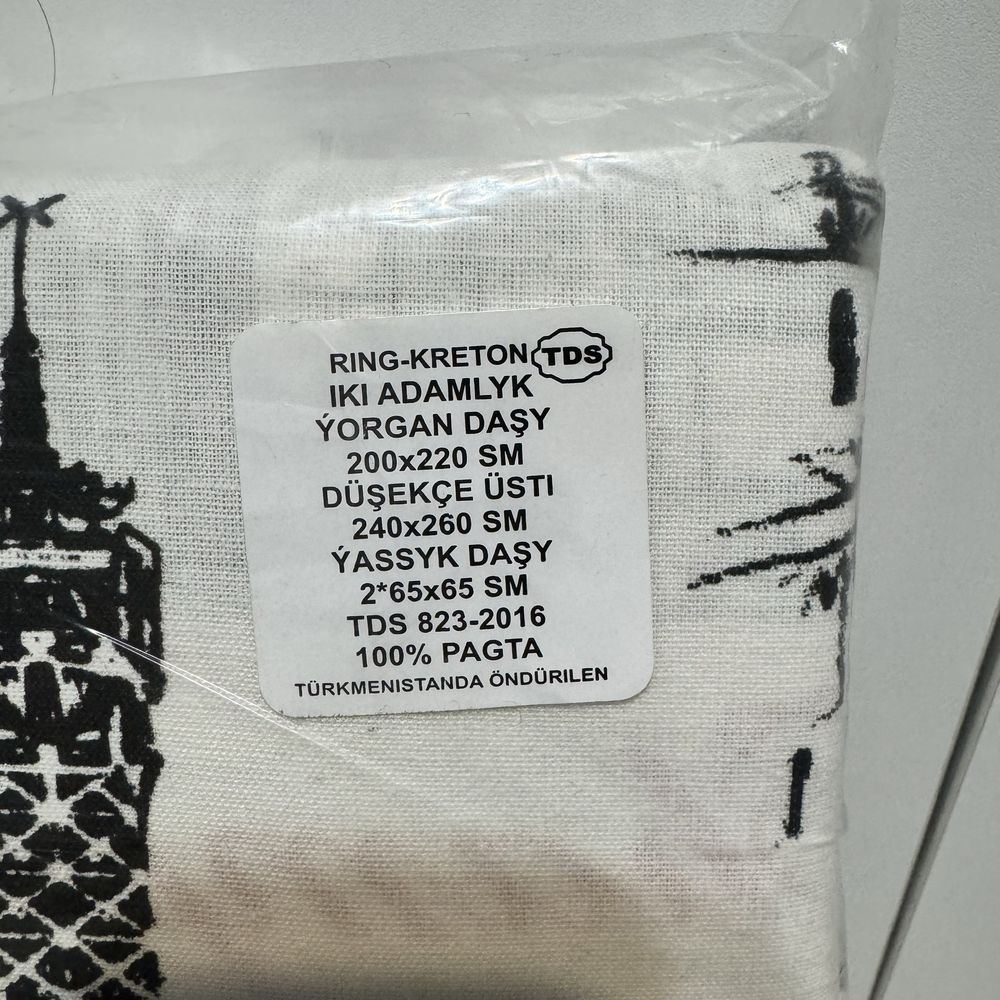 RING-KRETON TDS
IKI ADAMLYK
ÝORGAN DAŞY
200x220 SM
DÜŞEKÇE ÜSTI
240x260 SM
ÝASSYK DAŞY
2*65x65 SM
TDS 823-2016
100% PAGTA
TÜRKMENISTANDA ÖNDÜRILEN